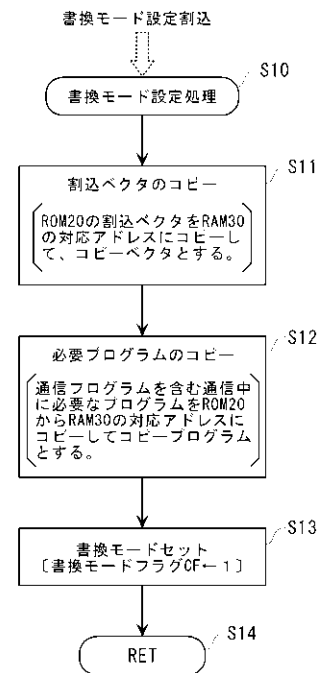 書換モード設定割込
S10
書換モード設定処理
S11
割込ベクタのコピー
ROM20の割込ベクタをRAM30
の対応アドレスにコピーし
て、コピーベクタとする。
S12
必要プログラムのコピー
通信プログラムを含む通信中
に必要なプログラムをROM20
からRAM30の対応アドレスに
コピーしてコピープログラム
とする。
S13
書換モードセット
〔書換モードフラグCF←1〕
S14
RET